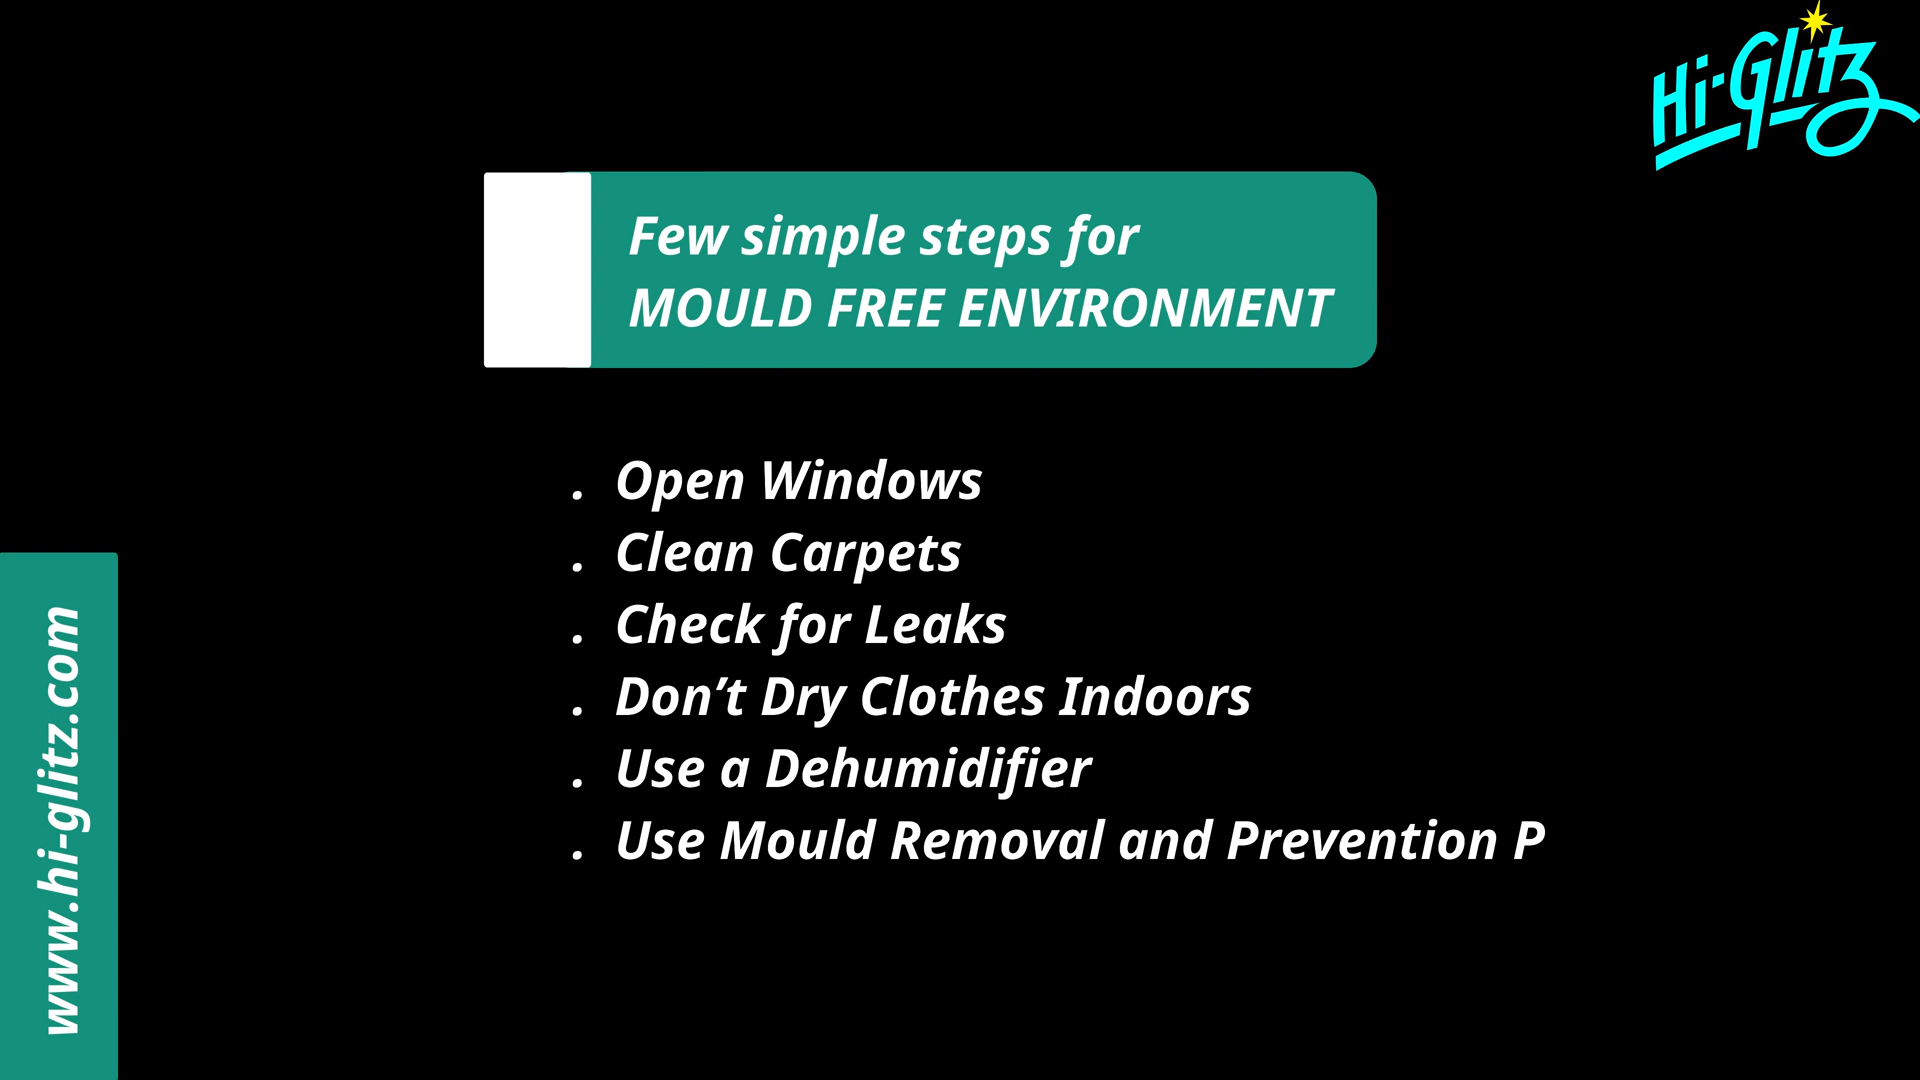 Hi-Glitz
Few simple steps for
MOULD FREE ENVIRONMENT
. Open Windows
. Clean Carpets
. Check for Leaks
. Don’t Dry Clothes Indoors
. Use a Dehumidifier
. Use Mould Removal and Prevention P
www.hi-glitz.com